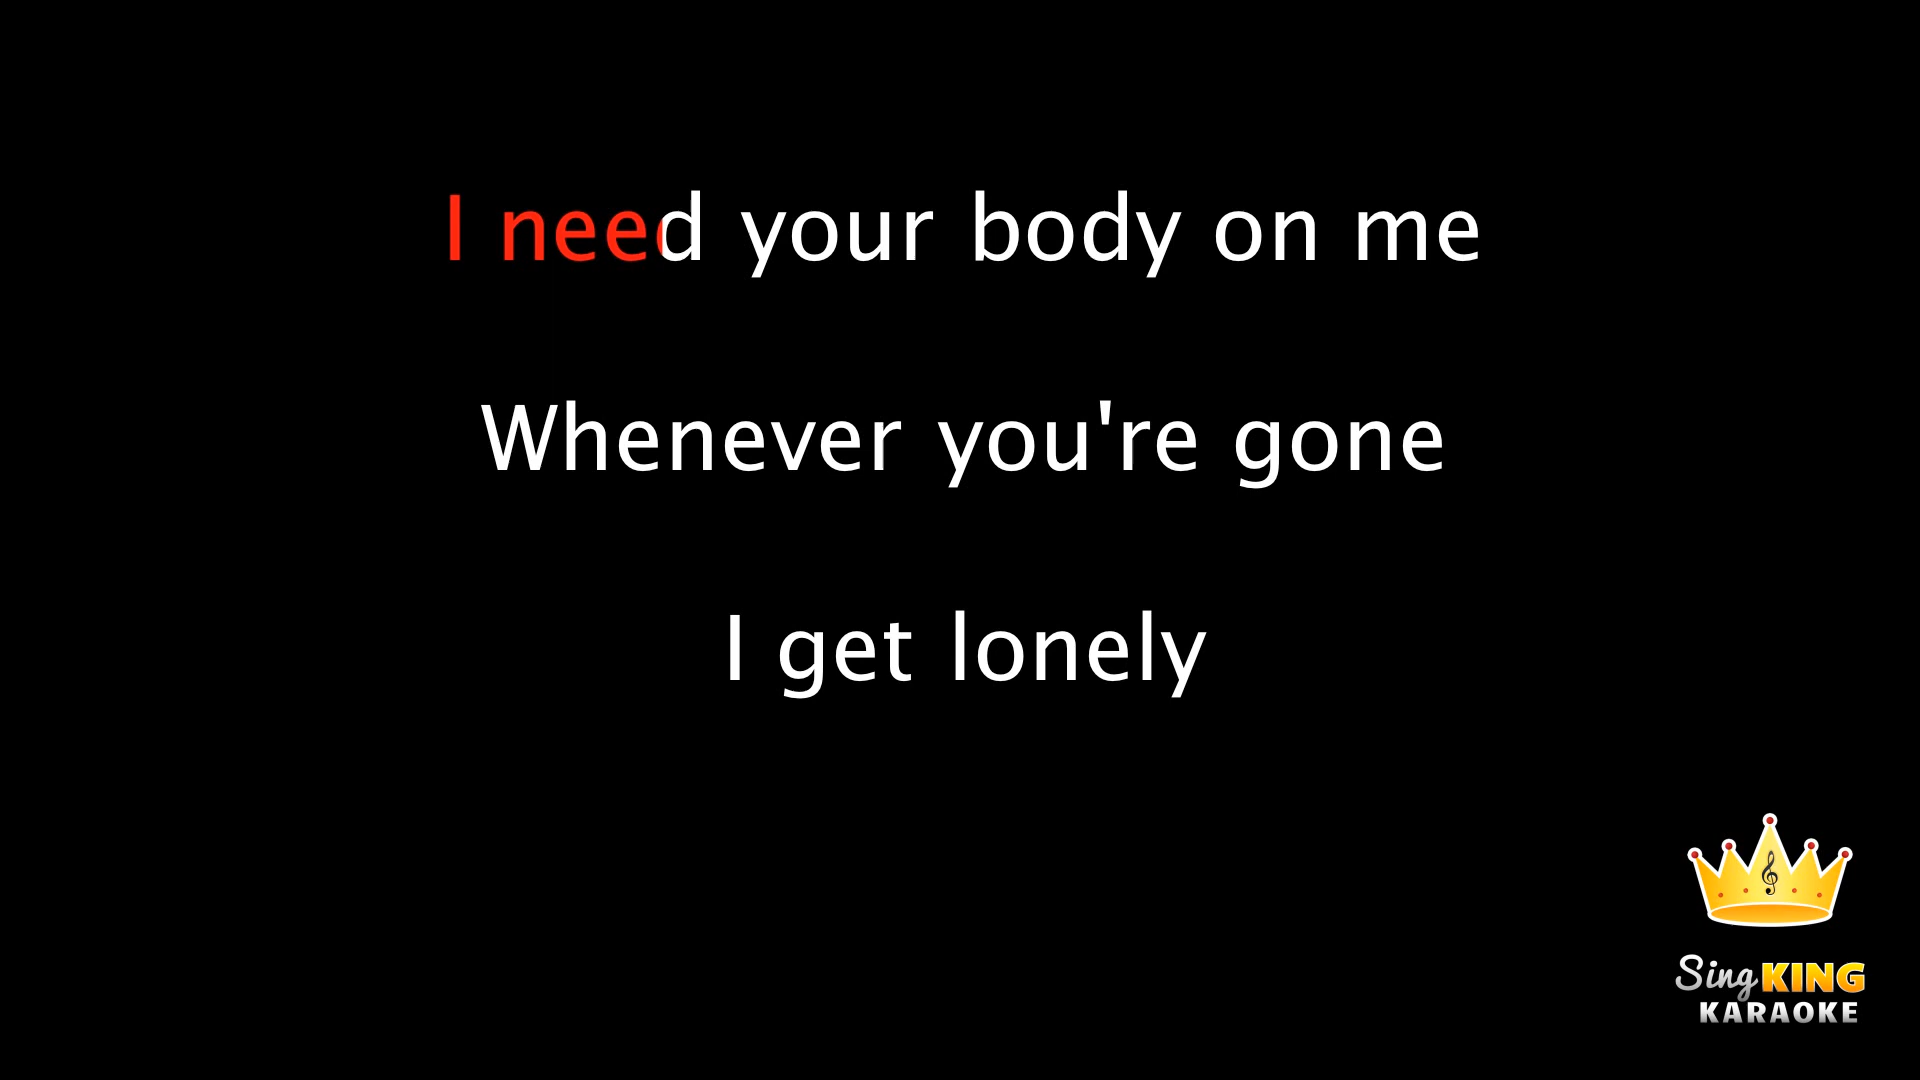 I need your body on me
Whenever you're gone
I get lonely
Sing KING
KARAOKE